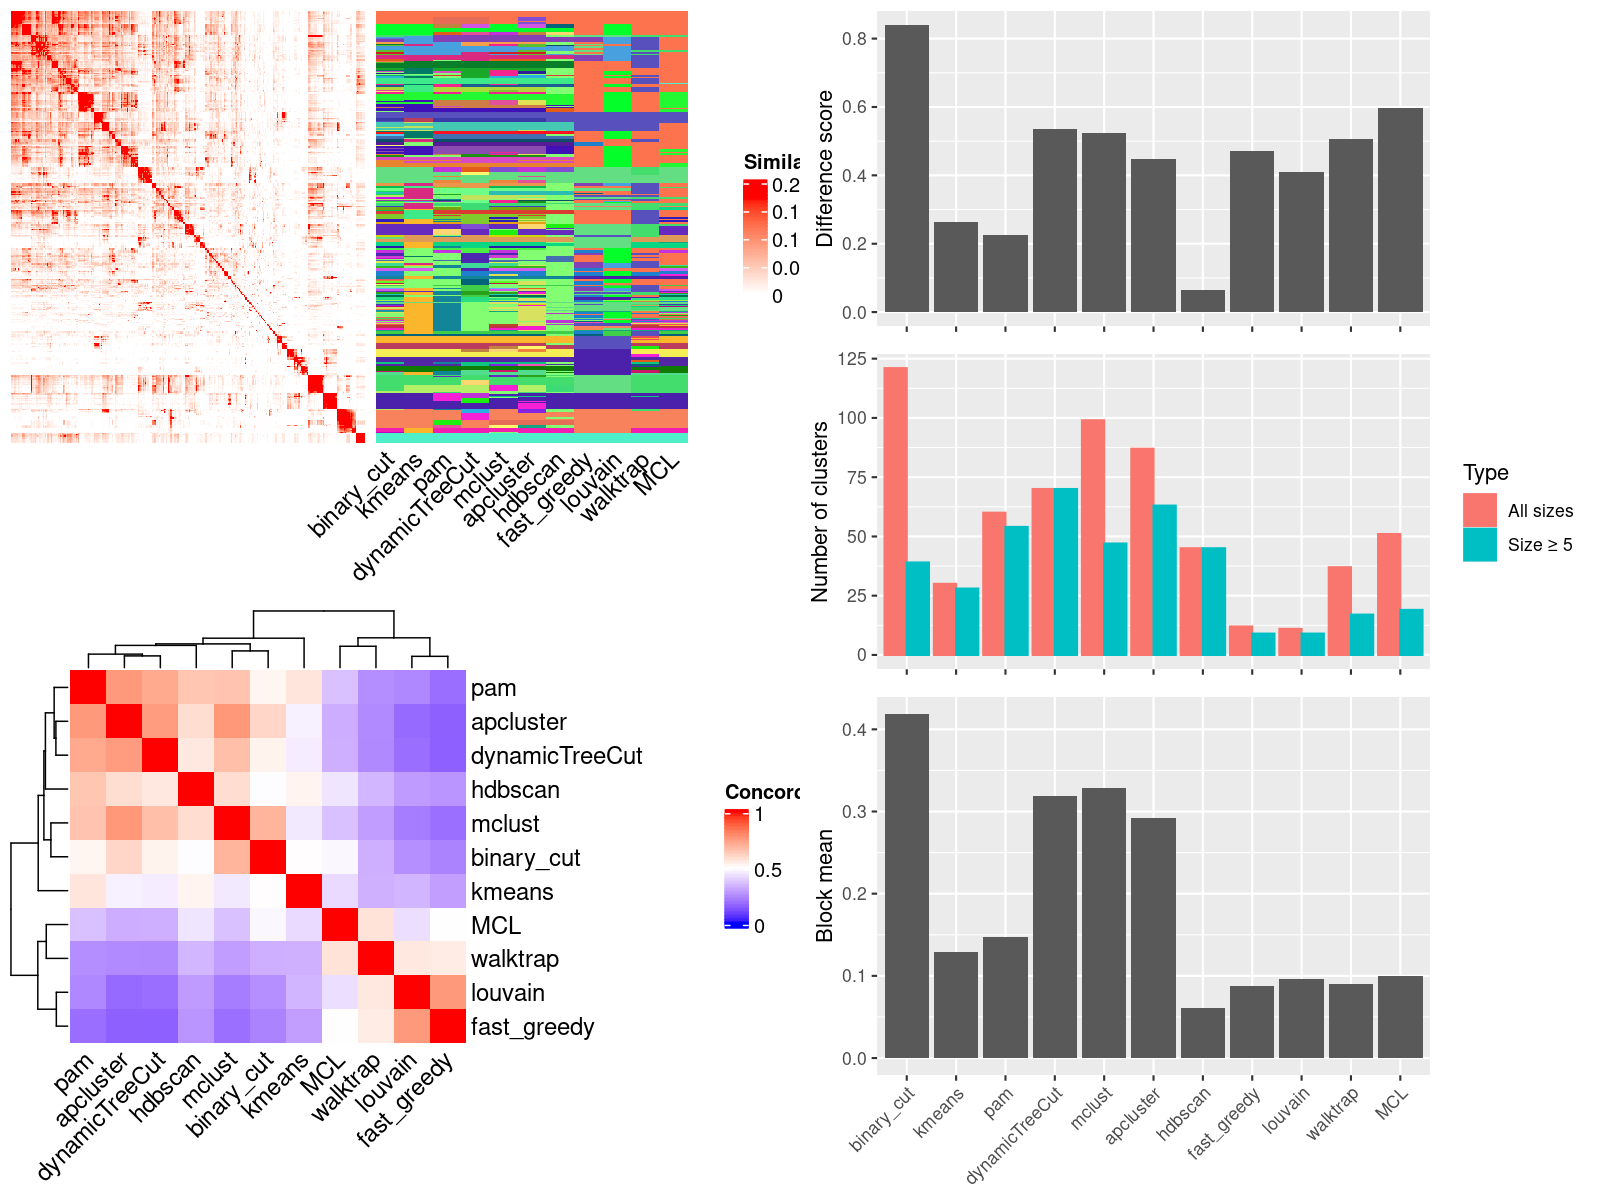 Simila
0.2
0.1
0.1
0.0
0
binary_cut
kmeans
pam
dynamicTreeCut
mclust
apcluster
hdbscan
fast_greedy
louvain
walktrap
MCL
pam
apcluster
dynamicTreeCut
hdbscan
mclust
binary_cut
kmeans
MCL
walktrap
louvain
fast_greedy
pam
apcluster
dynamicTreeCut
hdbscan
mclust
binary_cut
kmeans
MCL
walktrap
louvain
fast_greedy
Concord
1
0.5
0
Difference score
0.8
0.6
0.4
0.2
0.0
Number of clusters
125
100
75
50
25
0
Type
All sizes
Size ≥ 5
Block mean
0.4
0.3
0.2
0.1
0.0
binary_cut
kmeans
pam
dynamicTreeCut
mclust
apcluster
hdbscan
fast_greedy
louvain
walktrap
MCL